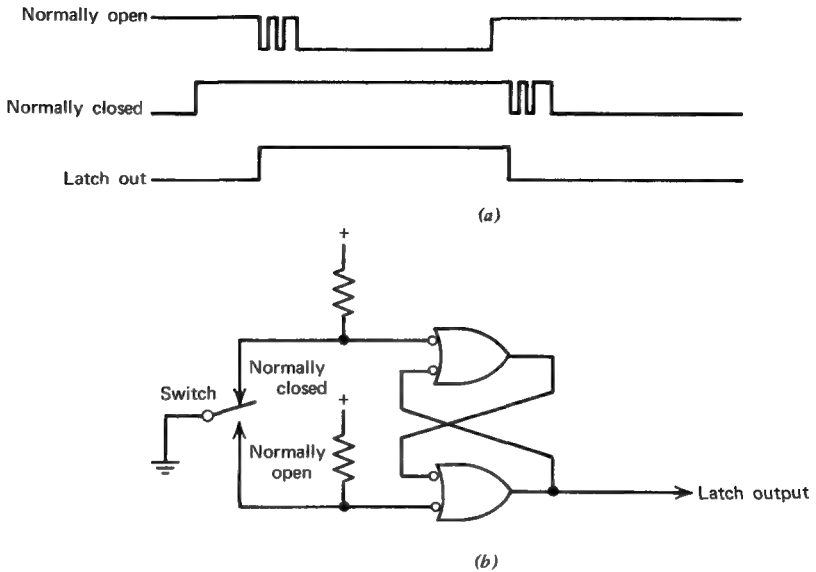 Normally open
Normally closed
Latch out
(a)
+
Normally
closed
Switch
+
Normally
open
Latch output
(b)